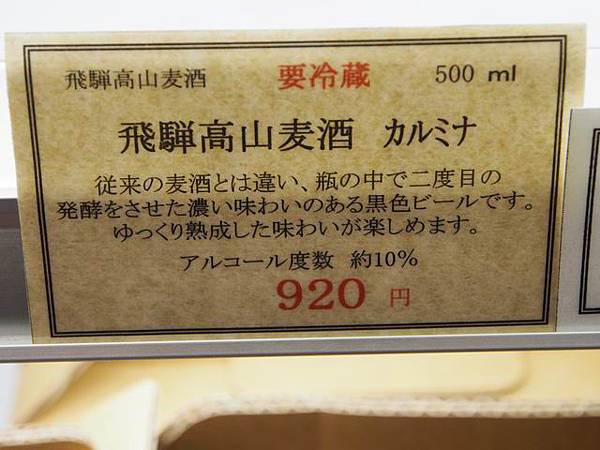 飛騨高山麦酒 要冷蔵 500 ml
飛騨高山麦酒 カルミナ
従来の麦酒とは違い、瓶の中で二度目の
発酵をさせた濃い味わいのある黒色ビールです。
ゆっくり熟成した味わいが楽しめます。
アルコール度数 約10%
920 円